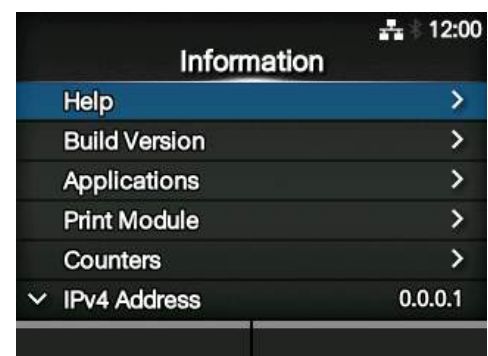 12:00
Information
Help
Build Version
Applications
Print Module
Counters
IPv4 Address 0.0.0.1